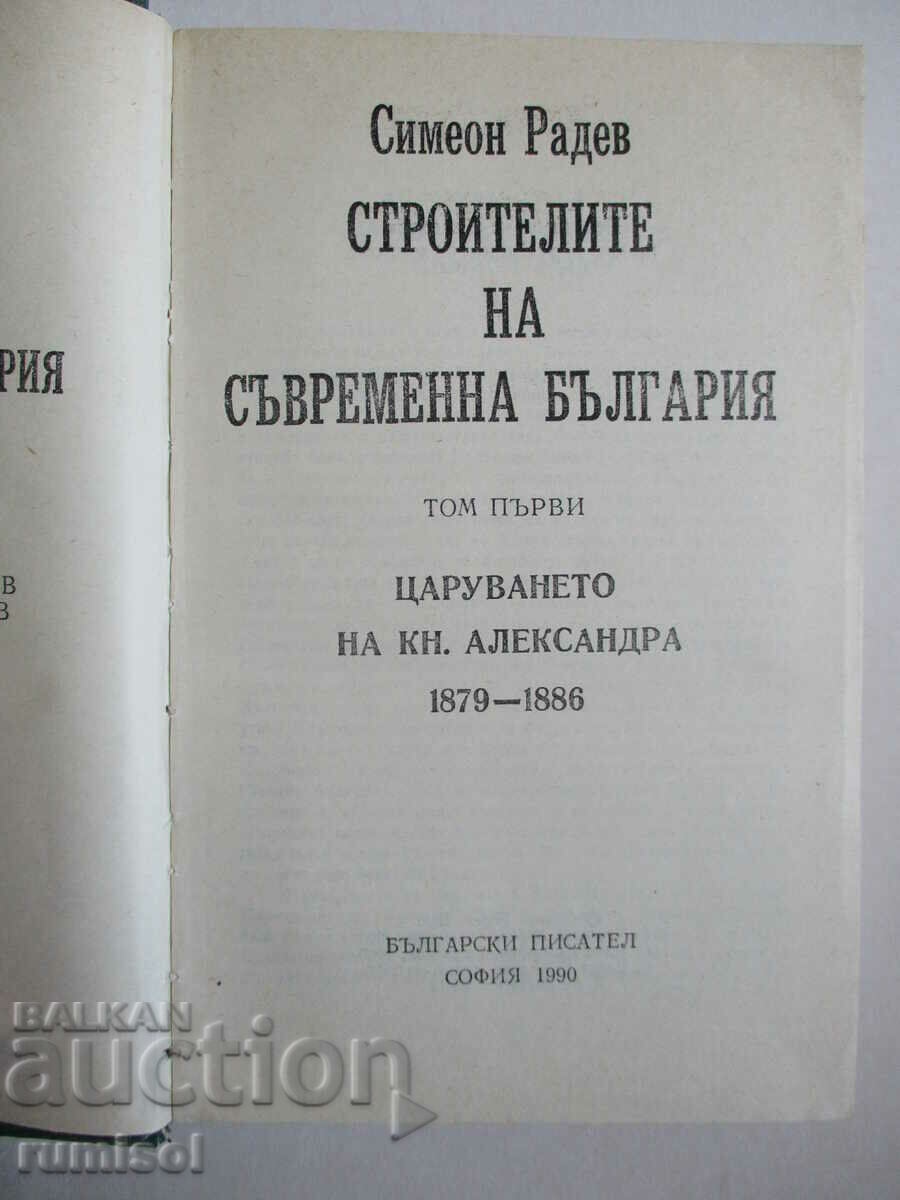 Симеон Радев
СТРОИТЕЛИТЕ
НА
СЪВРЕМЕННА БЪЛГАРИЯ
ТОМ ПЪРВИ
ЦАРУВАНЕТО
НА КН. АЛЕКСАНДРА
1879—1886
БЪЛГАРСКИ ПИСАТЕЛ
СОФИЯ 1990
РИЯ
В
В
BALKAN
auction
rumisol